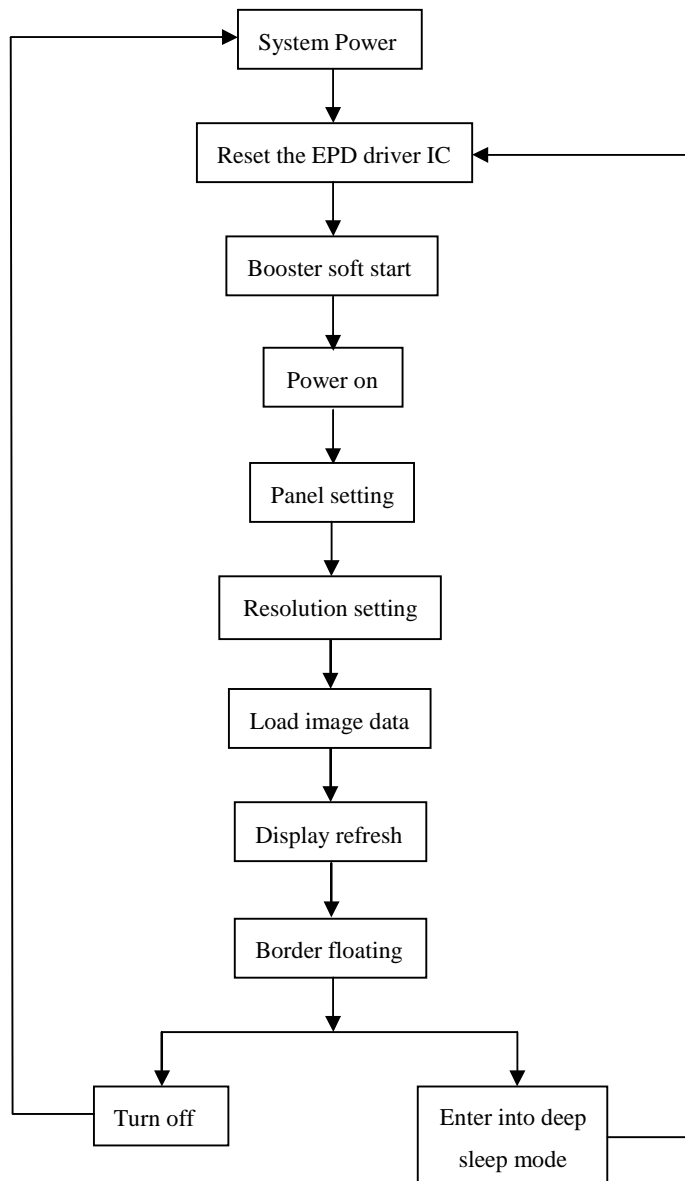 System Power
Reset the EPD driver IC
Booster soft start
Power on
Panel setting
Resolution setting
Load image data
Display refresh
Border floating
Turn off
Enter into deep
sleep mode